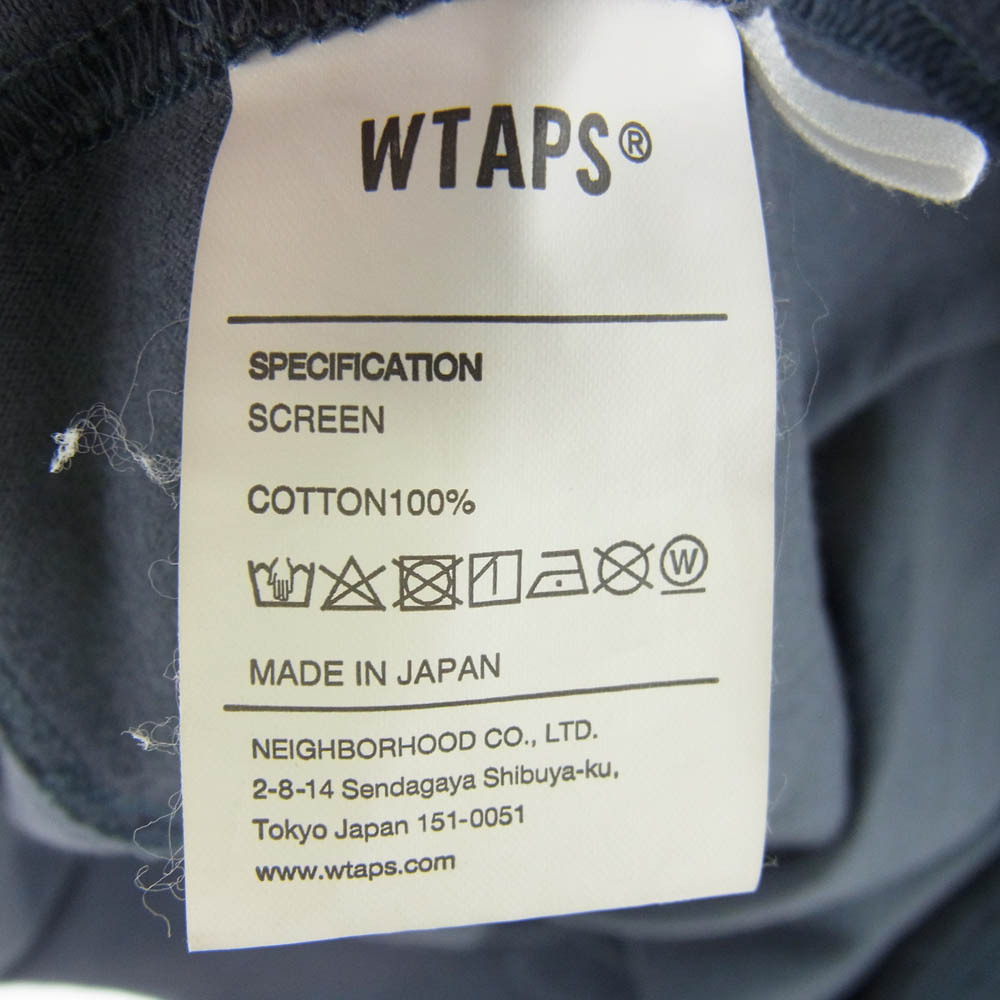 WTAPS®
SPECIFICATION
SCREEN
COTTON100%
W
MADE IN JAPAN
NEIGHBORHOOD CO., LTD.
2-8-14 Sendagaya Shibuya-ku,
Tokyo Japan 151-0051
www.wtaps.com